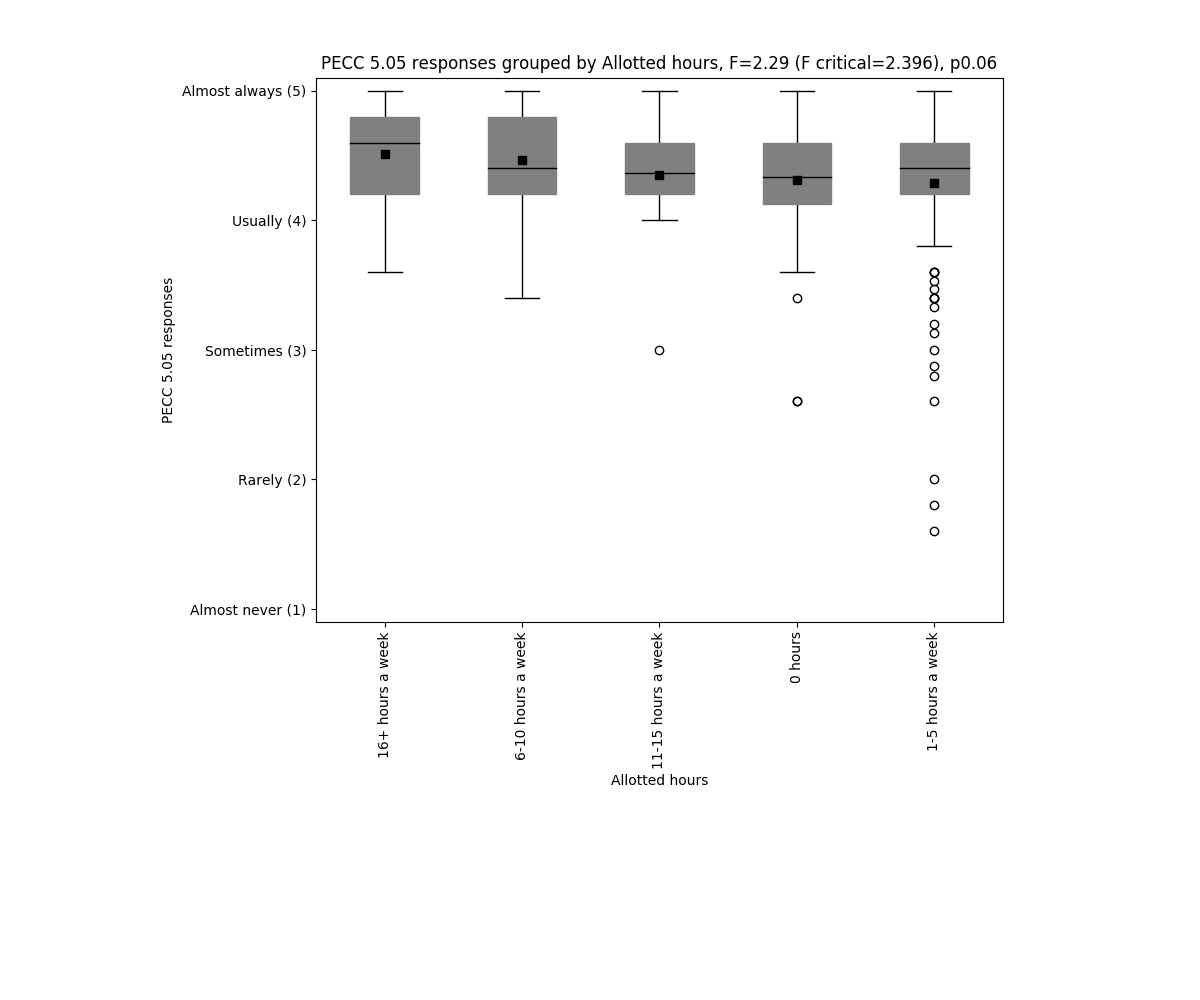 PECC 5.05 responses grouped by Allotted hours, F=2.29 (F critical=2.396), p0.06
Almost always (5)
Usually (4)
Sometimes (3)
Rarely (2)
Almost never (1)
PECC 5.05 responses
16+ hours a week
6-10 hours a week
11-15 hours a week
0 hours
1-5 hours a week
Allotted hours